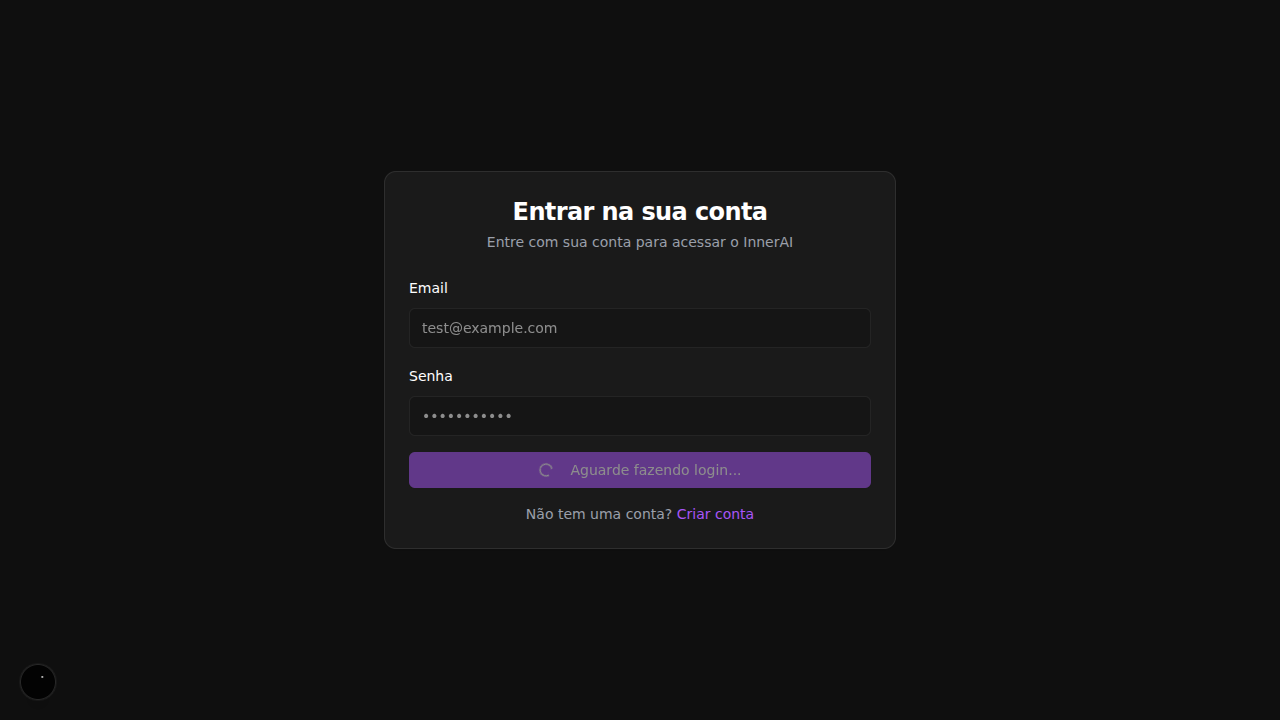 Entrar na sua conta
Entre com sua conta para acessar o InnerAI
Email
test@example.com
Senha
•••••••••••
Aguarde fazendo login...
Não tem uma conta? Criar conta